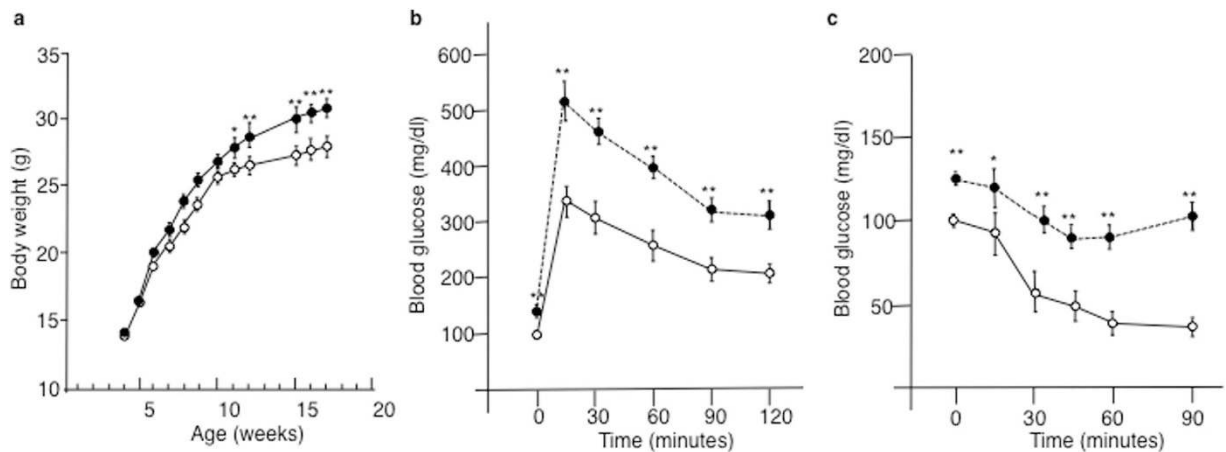 a
35
30
25
20
15
10
Body weight (g)
* ** ** ** **
5 10 15 20
Age (weeks)
b
600
500
400
300
200
100
Blood glucose (mg/dl)
**
**
**
**
**
**
0 30 60 90 120
Time (minutes)
c
200
150
100
50
Blood glucose (mg/dl)
**
*
**
**
**
**
0 30 60 90
Time (minutes)